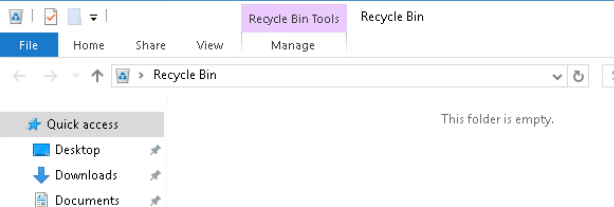 Recycle Bin Tools Recycle Bin
File Home Share View Manage
Recycle Bin
Quick access
This folder is empty.
Desktop
Downloads
Documents